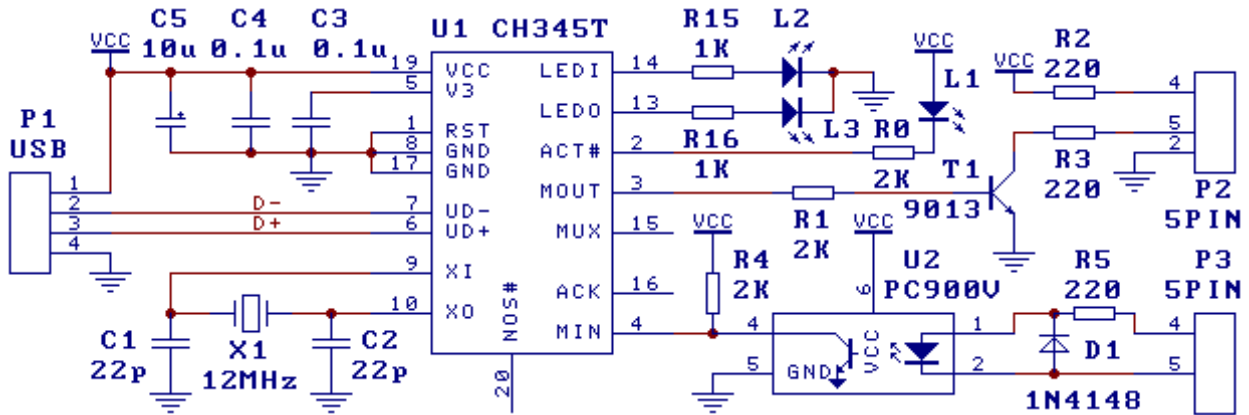 VCC
C5
10u
C4
0.1u
C3
0.1u
U1 CH345T
P1
USB
1
2
3
4
D-
D+
19
5
1
8
17
7
6
9
10
VCC
V3
RST
GND
GND
UD-
UD+
XI
XO
NOS#
20
LEDI
LEDO
ACT#
MOUT
MUX
ACK
MIN
14
13
2
3
15
16
4
C1
22p
X1
12MHz
C2
22p
R15
1K
L2
L3
R16
1K
R0
2K
VCC
L1
VCC
R2
220
R3
220
4
5
2
P2
5PIN
T1
9013
R1
2K
VCC
R4
2K
VCC
6
U2
PC900V
4
5
GND
VCC
1
2
R5
220
D1
1N4148
P3
5PIN
4
5